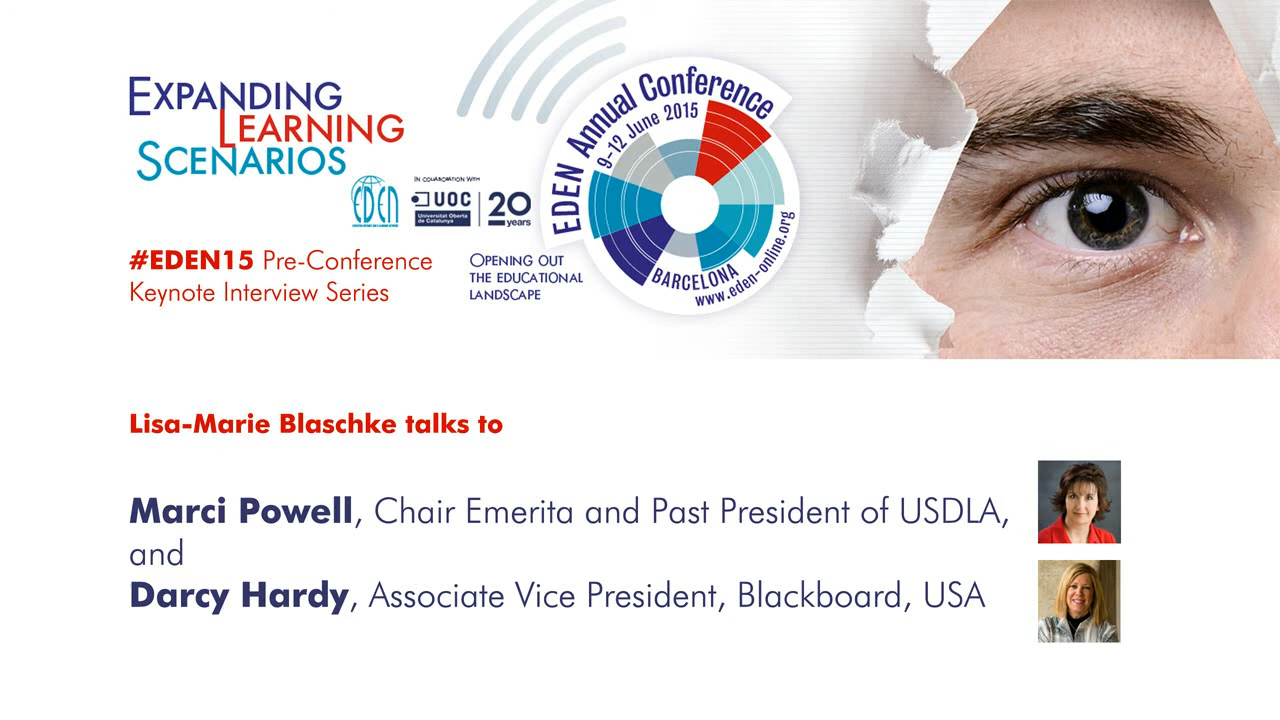 EXPANDING
LEARNING
SCENARIOS
EDEN
IN COLLABORATION WITH
UOC
Universitat Oberta
de Catalunya
20
years
#EDEN15 Pre-Conference
Keynote Interview Series
OPENING OUT
THE EDUCATIONAL
LANDSCAPE
EDEN Annual Conference
9-12 June 2015
BARCELONA
www.eden-online.org
Lisa-Marie Blaschke talks to
Marci Powell, Chair Emerita and Past President of USDLA,
and
Darcy Hardy, Associate Vice President, Blackboard, USA